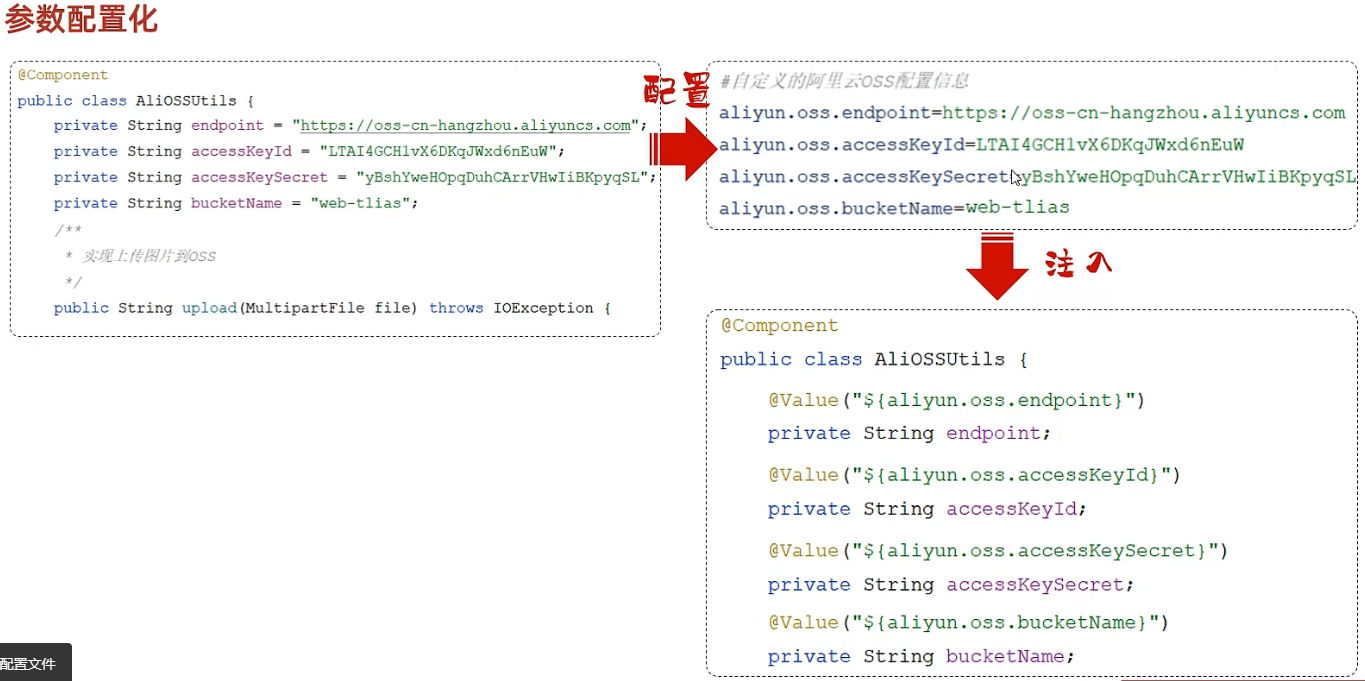 参数配置化
@Component
public class AliOSSUtils {
private String endpoint = "https://oss-cn-hangzhou.aliyuncs.com";
private String accessKeyId = "LTAI4GCH1vX6DKqJWxd6nEuW";
private String accessKeySecret = "yBshYweHOpqDuhCArrVHwIiBKpyqSL";
private String bucketName = "web-tlias";
/**
* 实现上传图片到OSS
*/
public String upload(MultipartFile file) throws IOException {
配置
#自定义的阿里云OSS配置信息
aliyun.oss.endpoint=https://oss-cn-hangzhou.aliyuncs.com
aliyun.oss.accessKeyId=LTAI4GCH1vX6DKqJWxd6nEuW
aliyun.oss.accessKeySecret=yBshYweHOpqDuhCArrVHwIiBKpyqSL
aliyun.oss.bucketName=web-tlias
注入
@Component
public class AliOSSUtils {
@Value("${aliyun.oss.endpoint}")
private String endpoint;
@Value("${aliyun.oss.accessKeyId}")
private String accessKeyId;
@Value("${aliyun.oss.accessKeySecret}")
private String accessKeySecret;
@Value("${aliyun.oss.bucketName}")
private String bucketName;
配置文件